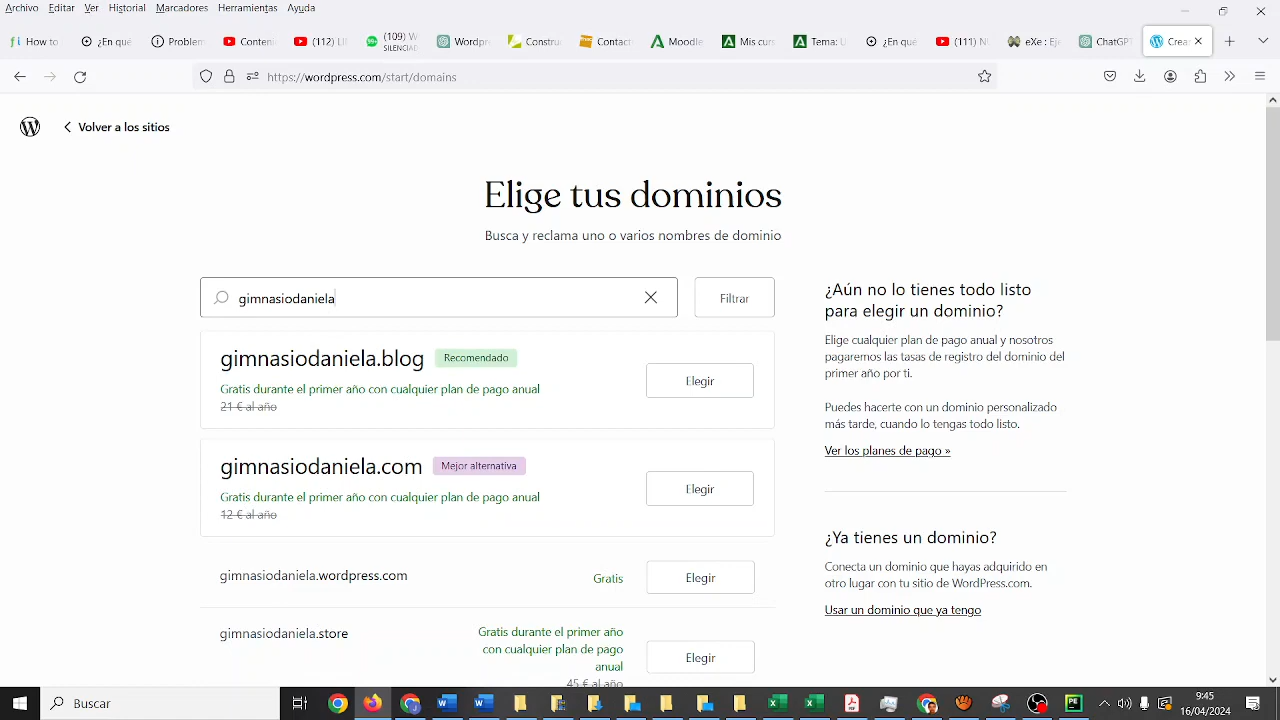 Archivo Editar Ver Historial Marcadores Herramientas Ayuda
How to
¿En qué
Problem
Conteni
(109) W
SILENCIAD
Wordpr
Constru
Contact
Moodle
Mis curs
Tema: U
¿En qué
eXe : Ej
ChatGPT
Crea
https://wordpress.com/start/domains
Volver a los sitios
Elige tus dominios
Busca y reclama uno o varios nombres de dominio
gimnasiodaniela
Filtrar
gimnasiodaniela.blog Recomendado
Gratis durante el primer año con cualquier plan de pago anual
21 € al año
Elegir
gimnasiodaniela.com Mejor alternativa
Gratis durante el primer año con cualquier plan de pago anual
12 € al año
Elegir
gimnasiodaniela.wordpress.com Gratis Elegir
gimnasiodaniela.store
Gratis durante el primer año
con cualquier plan de pago
anual
45 € al año
Elegir
¿Aún no lo tienes todo listo
para elegir un dominio?
Elige cualquier plan de pago anual y nosotros
pagaremos las tasas de registro del dominio del
primer año por ti.
Puedes hacerte con un dominio personalizado
más tarde, cuando lo tengas todo listo.
Ver los planes de pago »
¿Ya tienes un dominio?
Conecta un dominio que hayas adquirido en
otro lugar con tu sitio de WordPress.com.
Usar un dominio que ya tengo
Buscar
9:45
16/04/2024